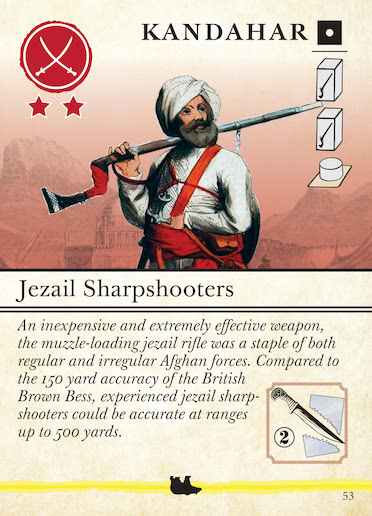 KANDAHAR
Jezail Sharpshooters
An inexpensive and extremely effective weapon,
the muzzle-loading jezail rifle was a staple of both
regular and irregular Afghan forces. Compared to
the 150 yard accuracy of the British
Brown Bess, experienced jezail sharp-
shooters could be accurate at ranges
up to 500 yards.
2
53